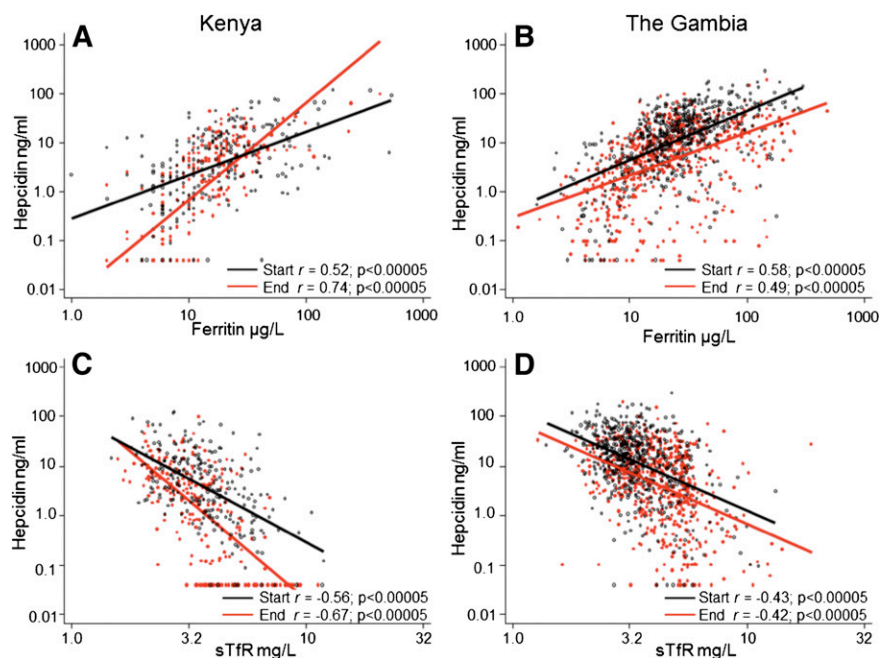 Kenya
The Gambia
A
B
1000
100
10
1.0
0.1
0.01
Hepcidin ng/ml
Start r = 0.52; p<0.00005
End r = 0.74; p<0.00005
1.0
10
100
1000
Ferritin µg/L
1000
100
10
1.0
0.1
0.01
Hepcidin ng/ml
Start r = 0.58; p<0.00005
End r = 0.49; p<0.00005
1.0
10
100
1000
Ferritin µg/L
C
D
1000
100
10
1.0
0.1
0.01
Hepcidin ng/ml
Start r = -0.56; p<0.00005
End r = -0.67; p<0.00005
1.0
3.2
10
32
sTfR mg/L
1000
100
10
1.0
0.1
0.01
Hepcidin ng/ml
Start r = -0.43; p<0.00005
End r = -0.42; p<0.00005
1.0
3.2
10
32
sTfR mg/L